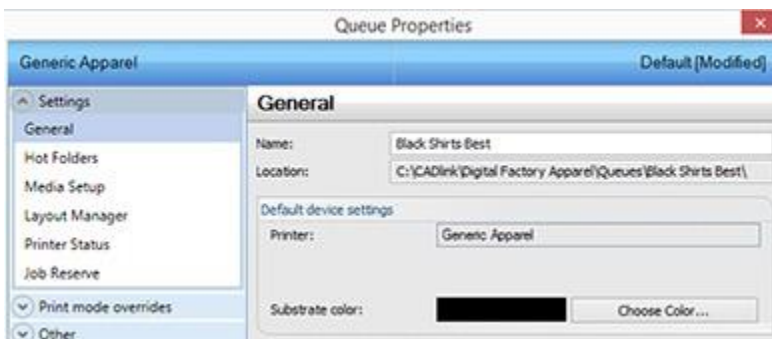 Queue Properties
Generic Apparel Default [Modified]
Settings
General
Hot Folders
Media Setup
Layout Manager
Printer Status
Job Reserve
Print mode overrides
Other
General
Name: Black Shirts Best
Location: C:\CADlink\Digital Factory Apparel\Queues\Black Shirts Best\
Default device settings
Printer: Generic Apparel
Substrate color: Choose Color...